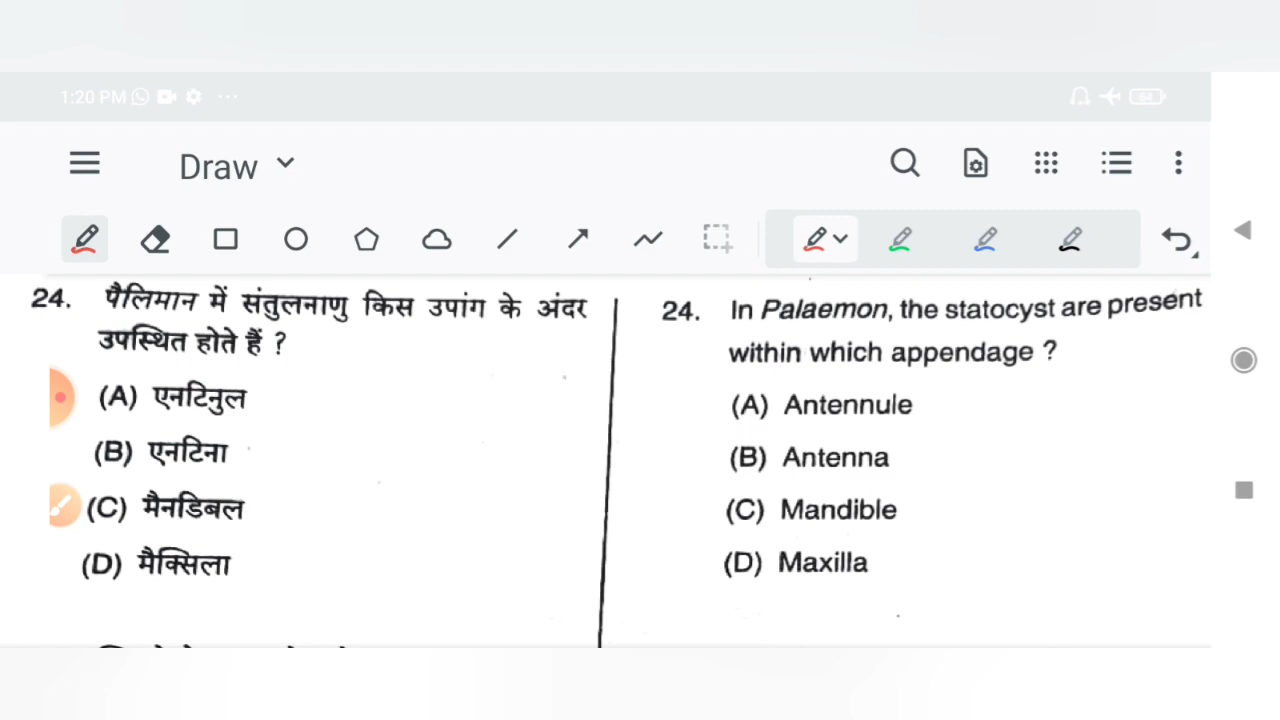 1:20 PM
64
Draw
24. पैलिमान में संतुलनाणु किस उपांग के अंदर
उपस्थित होते हैं ?
(A) एनटिनुल
(B) एनटिना
(C) मैनडिबल
(D) मैक्सिला
24. In Palaemon, the statocyst are present
within which appendage ?
(A) Antennule
(B) Antenna
(C) Mandible
(D) Maxilla